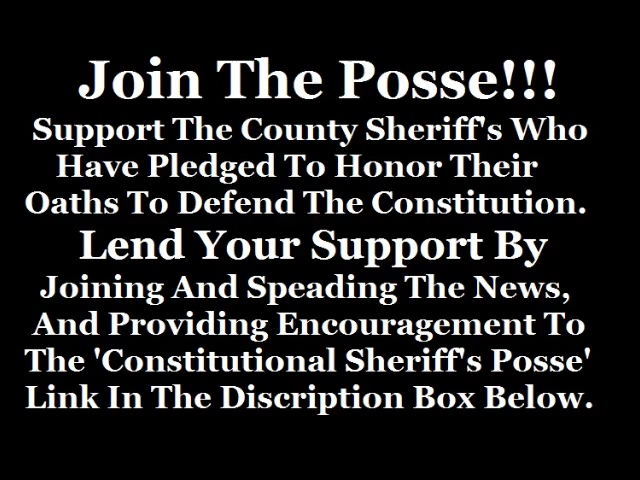 Join The Posse!!!
Support The County Sheriff's Who
Have Pledged To Honor Their
Oaths To Defend The Constitution.
Lend Your Support By
Joining And Speading The News,
And Providing Encouragement To
The 'Constitutional Sheriff's Posse'
Link In The Discription Box Below.